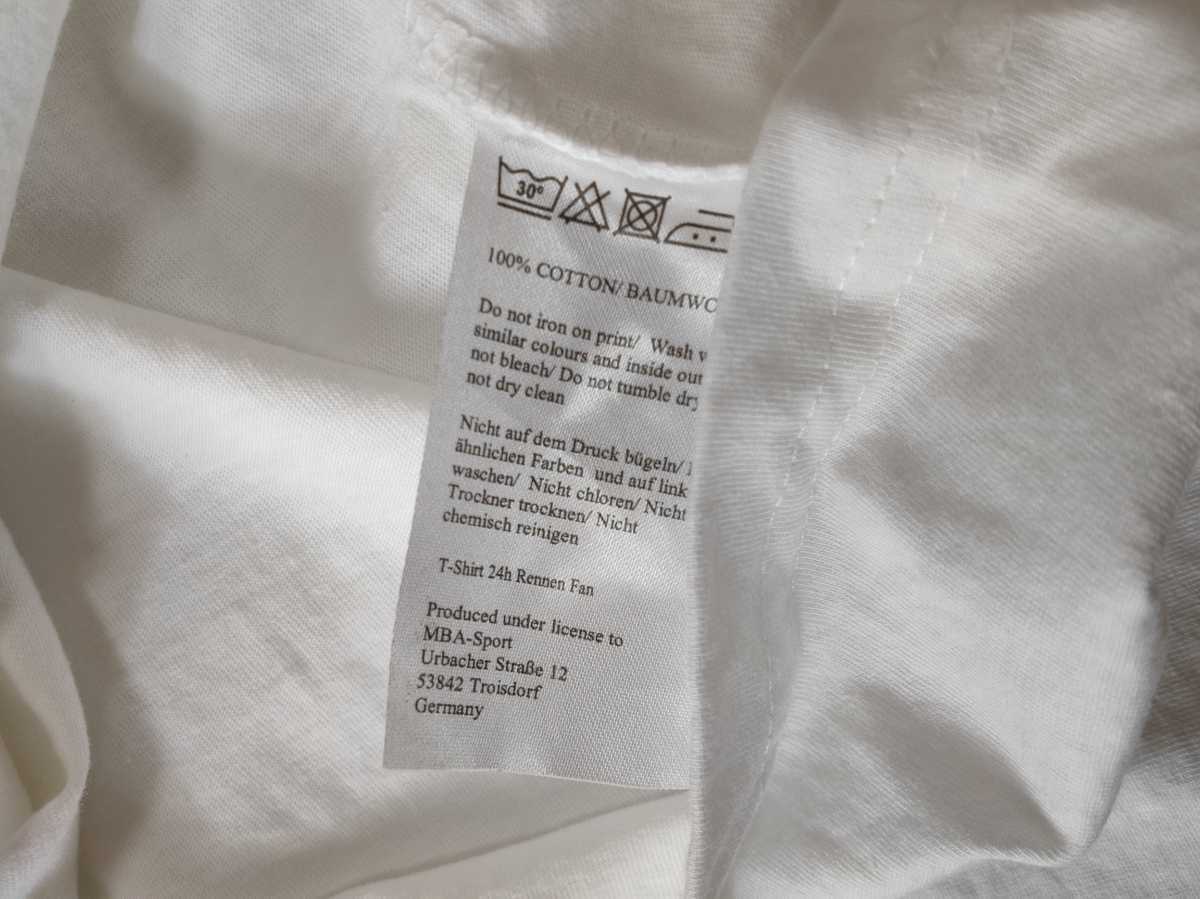 30°
100% COTTON/ BAUMWO
Do not iron on print/ Wash
similar colours and inside out
not bleach/ Do not tumble dry
not dry clean
Nicht auf dem Druck bügeln/
ähnlichen Farben und auf link
waschen/ Nicht chloren/ Nicht
Trockner trocknen/ Nicht
chemisch reinigen
T-Shirt 24h Rennen Fan
Produced under license to
MBA-Sport
Urbacher Straße 12
53842 Troisdorf
Germany